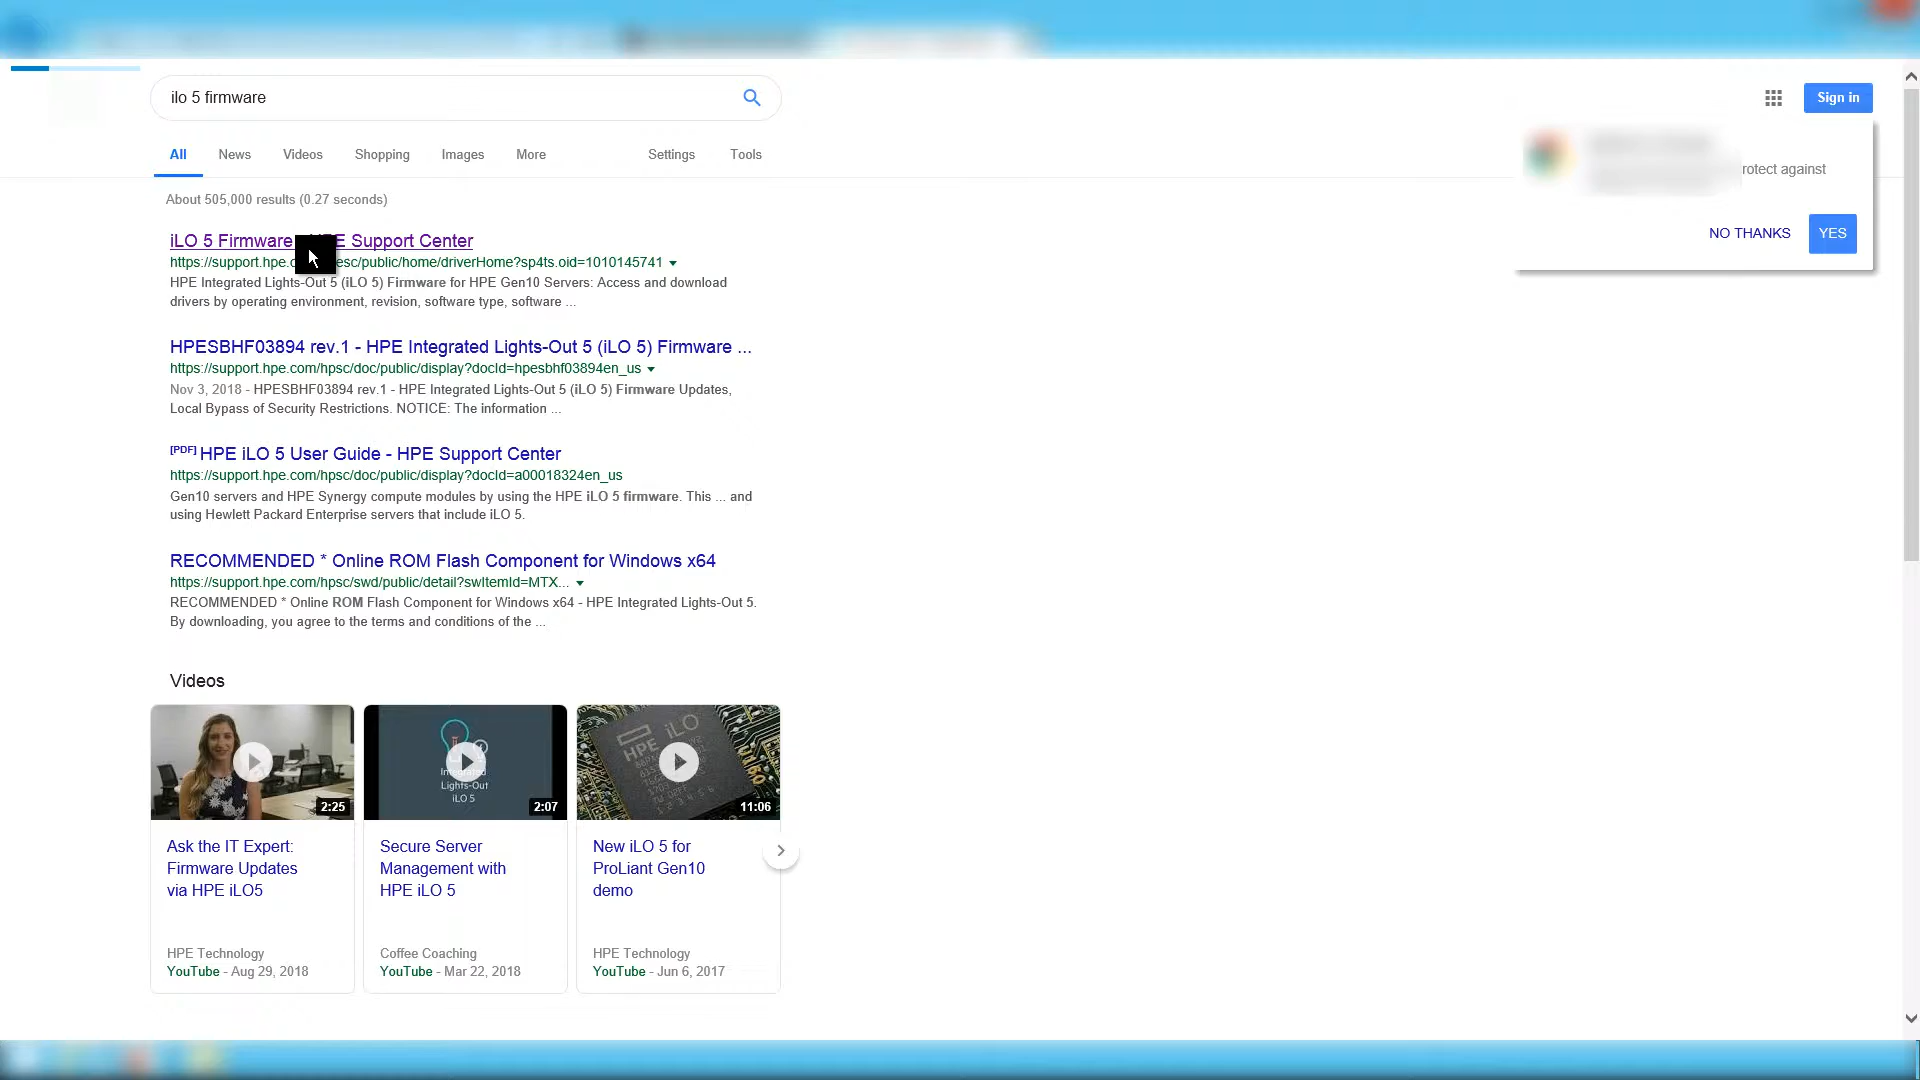 ilo 5 firmware
Sign in
All News Videos Shopping Images More Settings Tools
rotect against
About 505,000 results (0.27 seconds)
NO THANKS YES
iLO 5 Firmware E Support Center
https://support.hpe.c esc/public/home/driverHome?sp4ts.oid=1010145741
HPE Integrated Lights-Out 5 (iLO 5) Firmware for HPE Gen10 Servers: Access and download
drivers by operating environment, revision, software type, software ...
HPESBHF03894 rev.1 - HPE Integrated Lights-Out 5 (iLO 5) Firmware ...
https://support.hpe.com/hpsc/doc/public/display?docId=hpesbhf03894en_us
Nov 3, 2018 - HPESBHF03894 rev.1 - HPE Integrated Lights-Out 5 (iLO 5) Firmware Updates,
Local Bypass of Security Restrictions. NOTICE: The information ...
[PDF] HPE iLO 5 User Guide - HPE Support Center
https://support.hpe.com/hpsc/doc/public/display?docId=a00018324en_us
Gen10 servers and HPE Synergy compute modules by using the HPE iLO 5 firmware. This ... and
using Hewlett Packard Enterprise servers that include iLO 5.
RECOMMENDED * Online ROM Flash Component for Windows x64
https://support.hpe.com/hpsc/swd/public/detail?swItemId=MTX...
RECOMMENDED * Online ROM Flash Component for Windows x64 - HPE Integrated Lights-Out 5.
By downloading, you agree to the terms and conditions of the ...
Videos
2:25
Integrated
Lights-Out
iLO 5
2:07
HPE iLO
11:06
Ask the IT Expert:
Firmware Updates
via HPE iLO5
HPE Technology
YouTube - Aug 29, 2018
Secure Server
Management with
HPE iLO 5
Coffee Coaching
YouTube - Mar 22, 2018
New iLO 5 for
ProLiant Gen10
demo
HPE Technology
YouTube - Jun 6, 2017